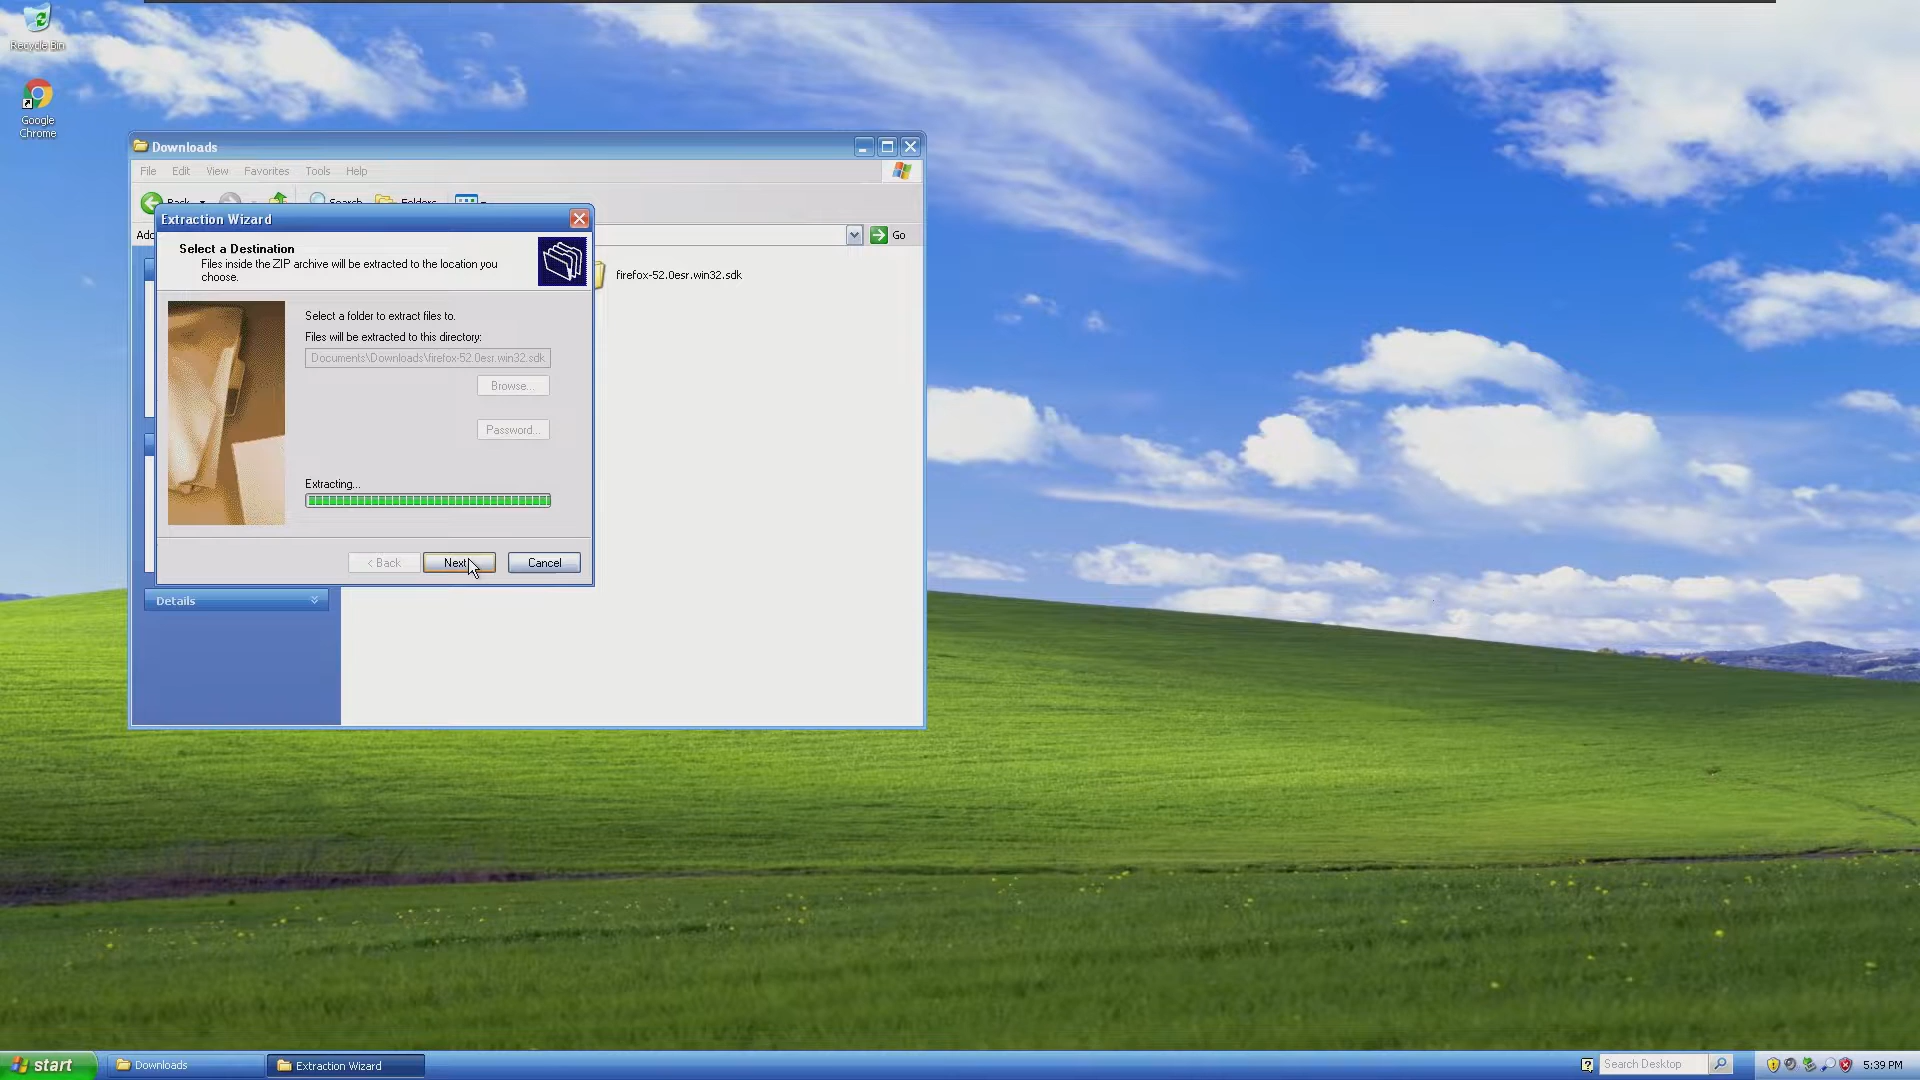 Recycle Bin
Google
Chrome
Downloads
File Edit View Favorites Tools Help
Back Search Folders
Extraction Wizard
Go
Select a Destination
Files inside the ZIP archive will be extracted to the location you
choose.
firefox-52.0esr.win32.sdk
Select a folder to extract files to.
Files will be extracted to this directory:
Documents\Downloads\firefox-52.0esr.win32.sdk
Browse...
Password...
Extracting...
< Back Next Cancel
Details
start Downloads Extraction Wizard Search Desktop 5:39 PM